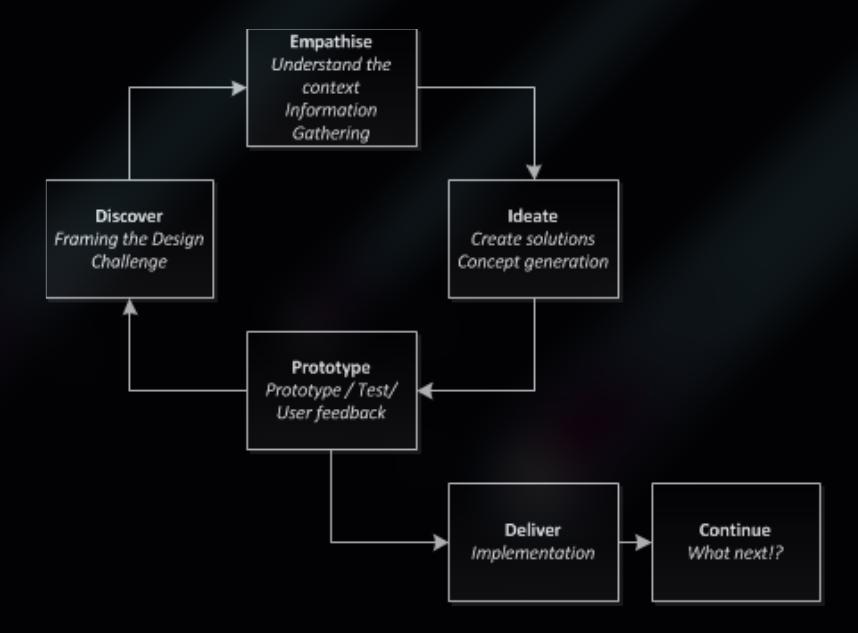 Empathise
Understand the
context
Information
Gathering
Discover
Framing the Design
Challenge
Ideate
Create solutions
Concept generation
Prototype
Prototype / Test/
User feedback
Deliver
Implementation
Continue
What next!?